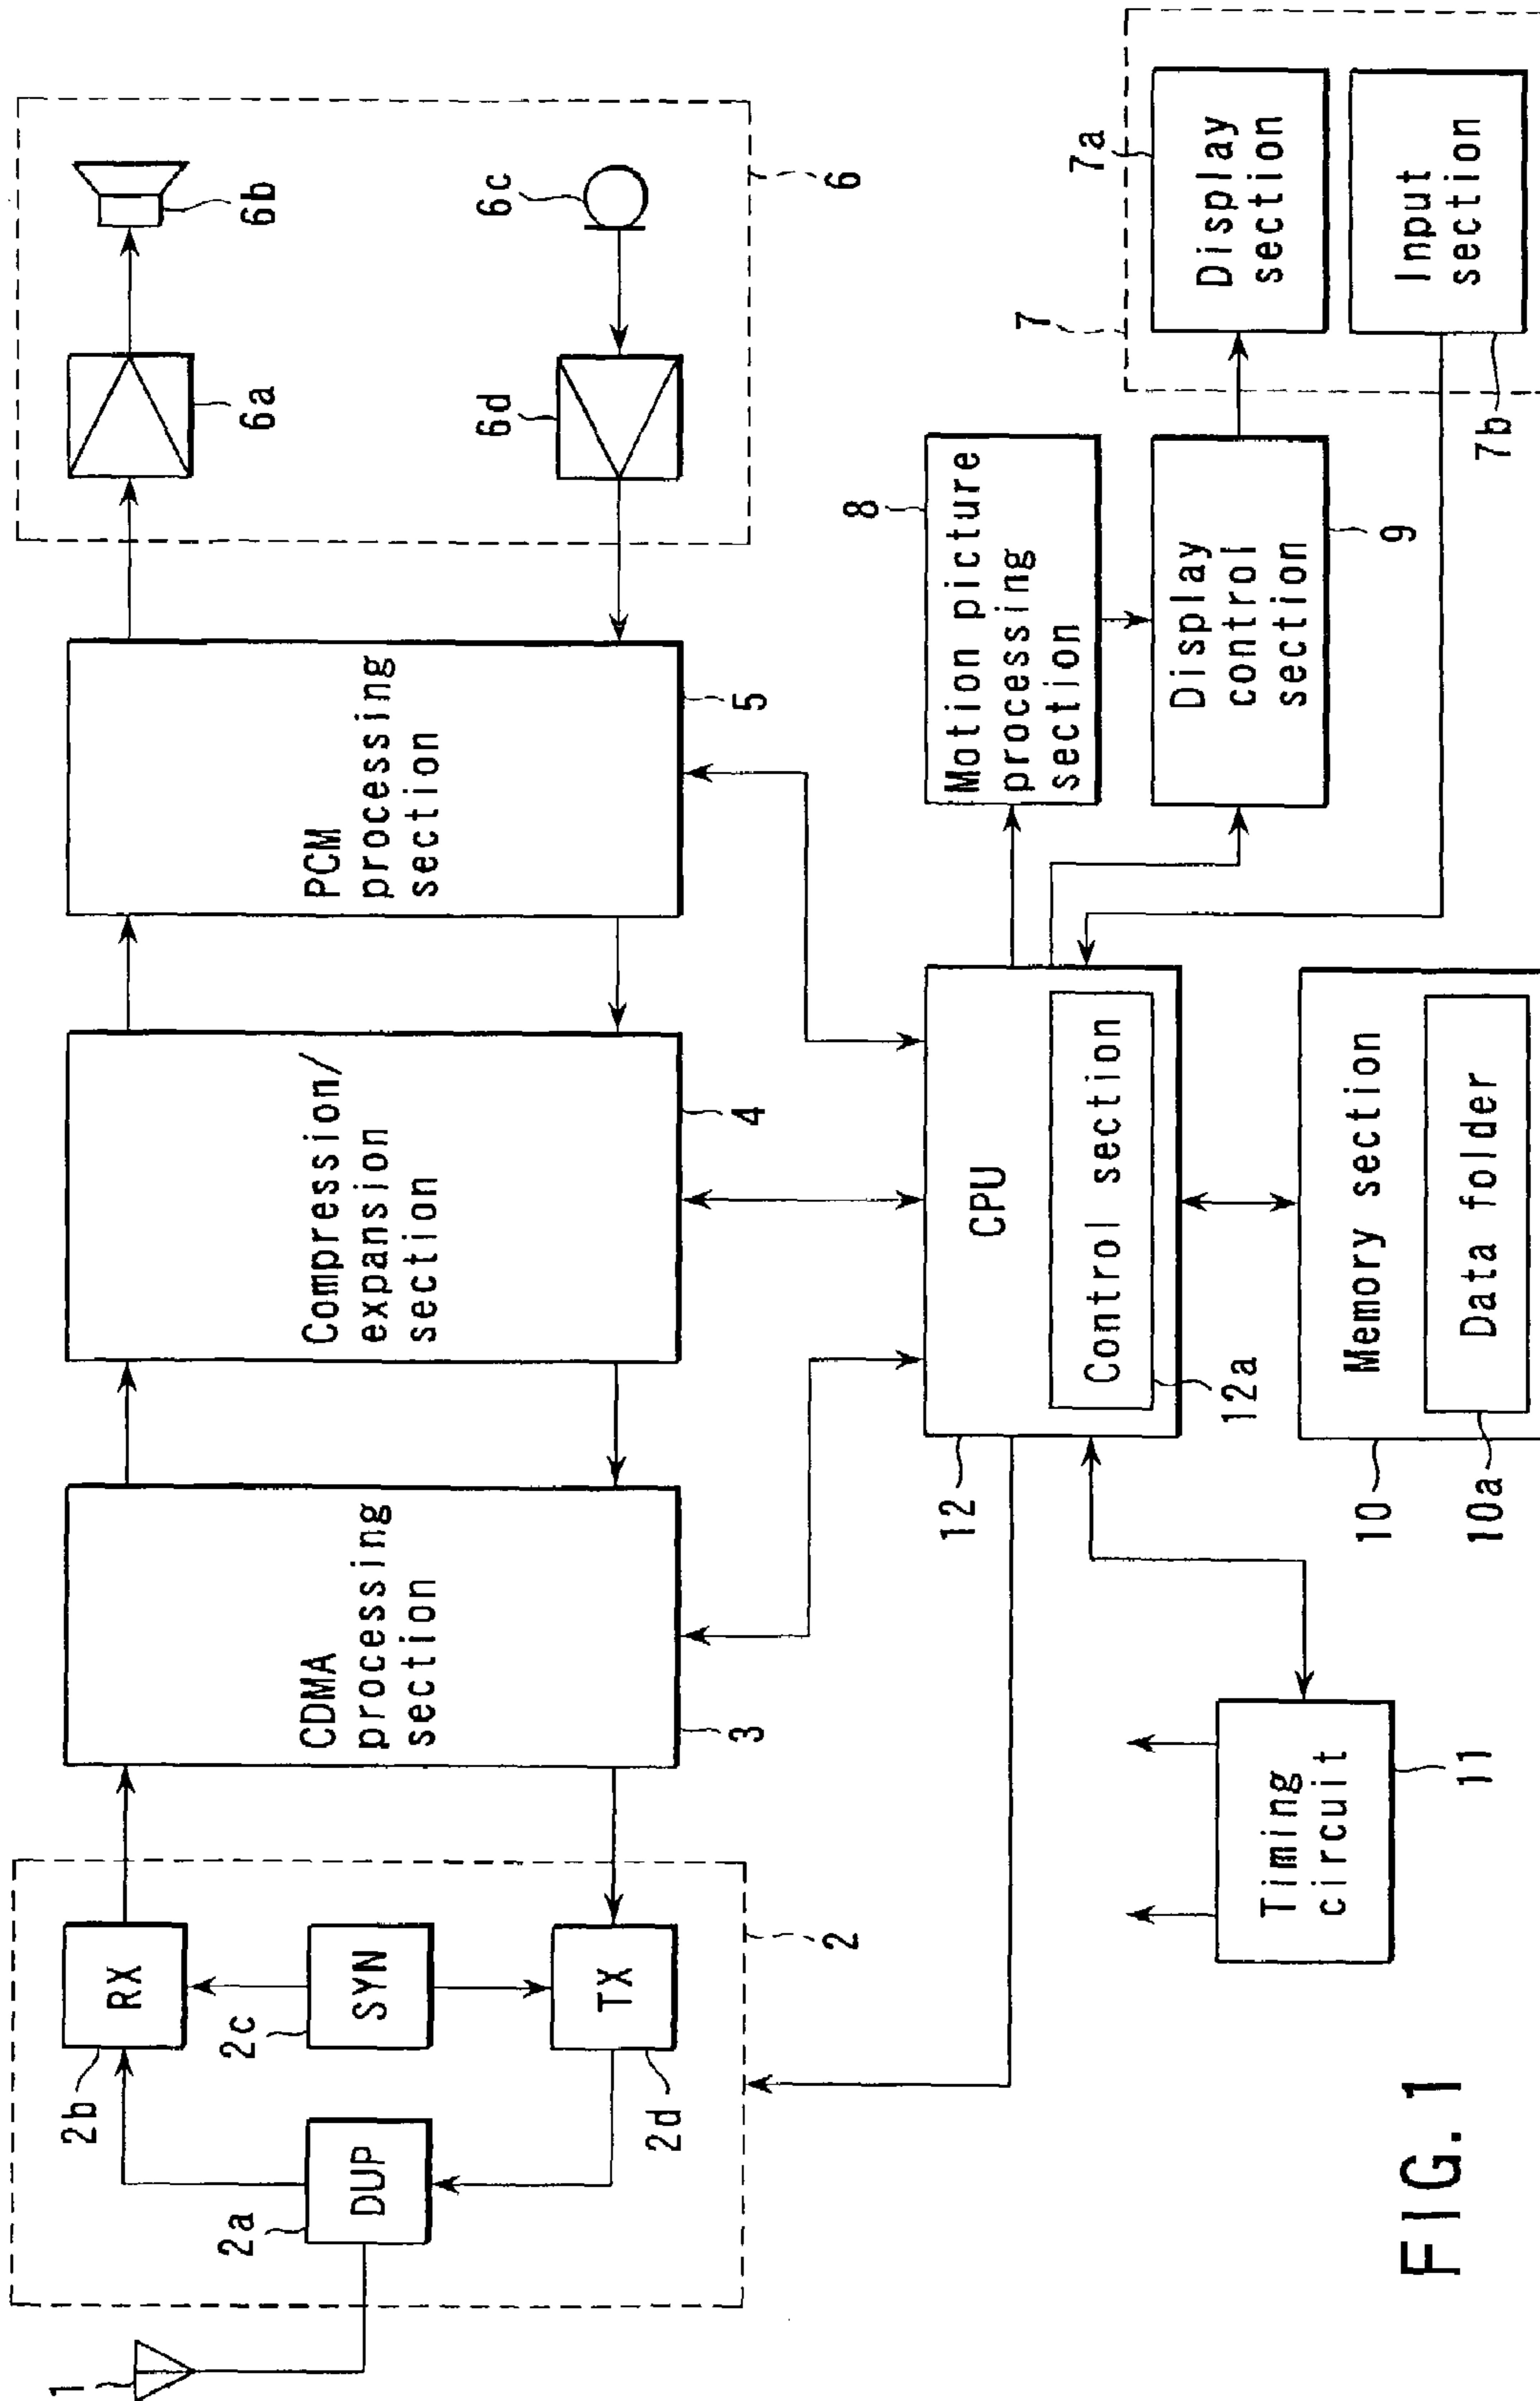 1
2a
DUP
2b
RX
2c
SYN
2d
TX
2
CDMA
processing
section
3
Compression/
expansion
section
4
PCM
processing
section
5
6a
6b
6c
6d
6
12
CPU
Control section
12a
8
Motion picture
processing
section
Display
control
section
9
7
7a
Display
section
Input
section
7b
Timing
circuit
11
Memory section
Data folder
10
10a
FIG. 1